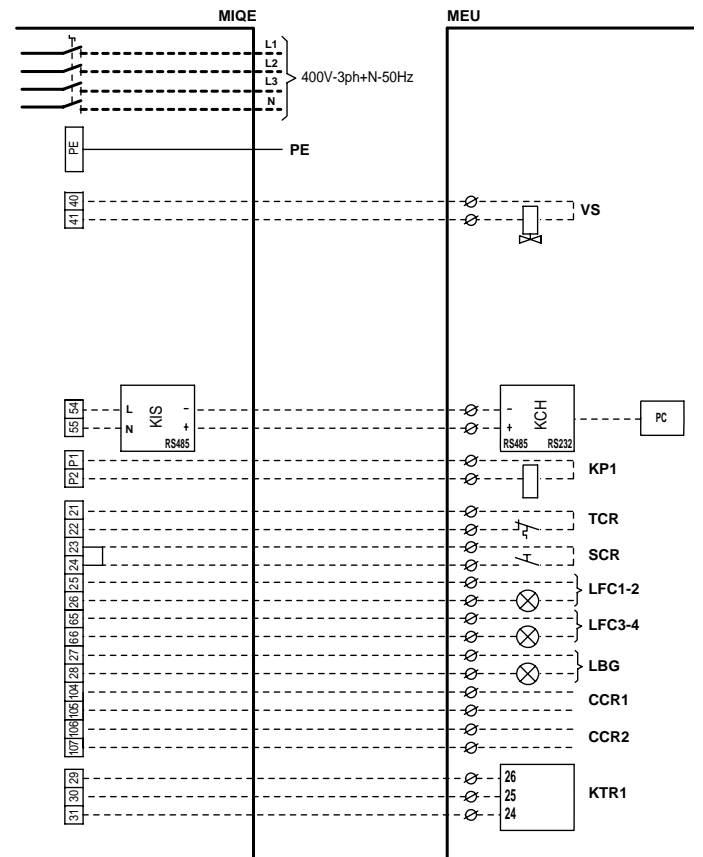 MIQE MEU
L1
L2
L3
N
400V-3ph+N-50Hz
PE PE
40
41
VS
54 L - - 
55 N + +
KIS KCH PC
RS485 RS485 RS232
P1
P2
KP1
21
22
TCR
23
24
SCR
25
26
LFC1-2
65
66
LFC3-4
27
28
LBG
104
105
CCR1
106
107
CCR2
29 26
30 25 KTR1
31 24